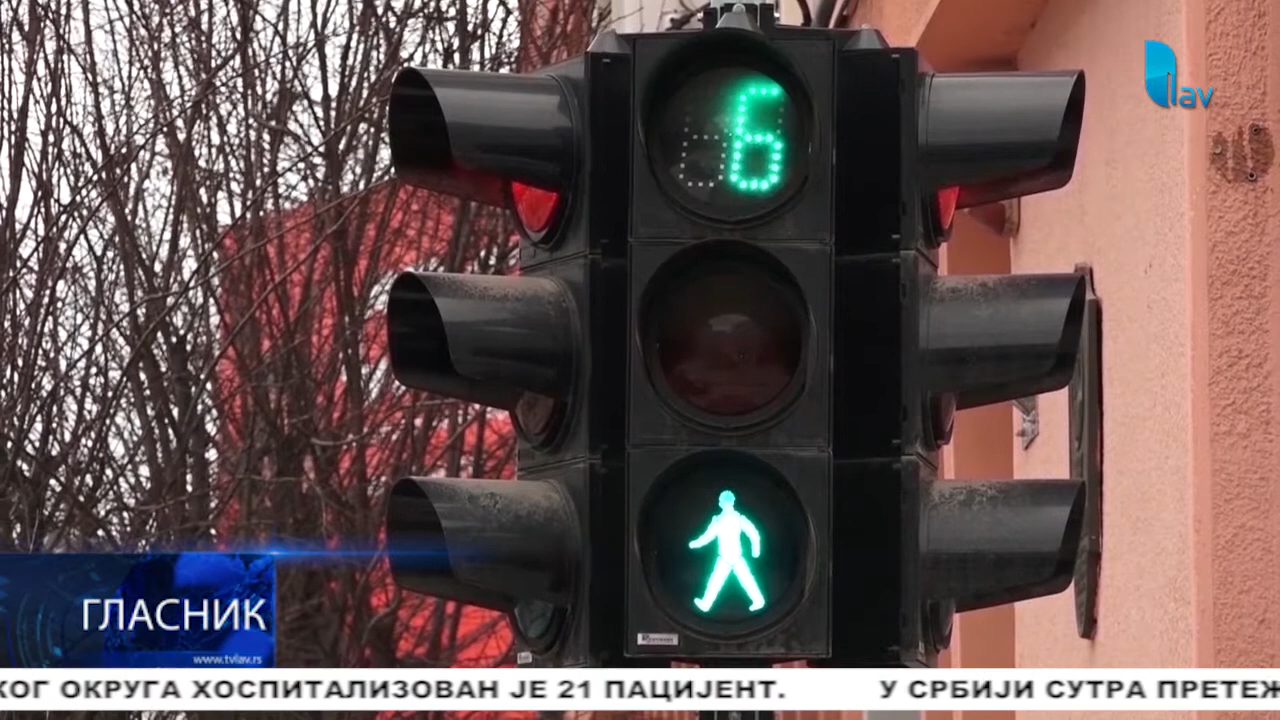 6
lav
ГЛАСНИК
www.tvlav.rs
КОГ ОКРУГА ХОСПИТАЛИЗОВАН ЈЕ 21 ПАЦИЈЕНТ. У СРБИЈИ СУТРА ПРЕТЕЖ